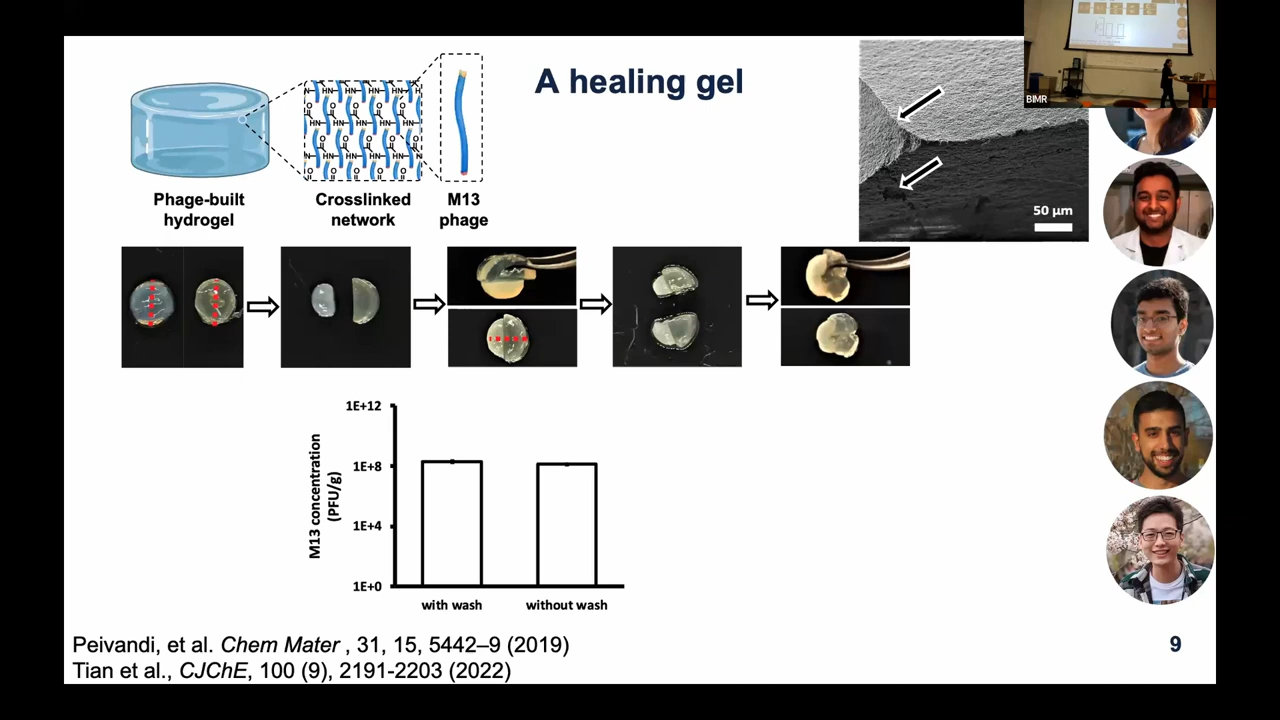 A healing gel
BIMR
HN
O
Phage-built
hydrogel
Crosslinked
network
M13
phage
50 µm
M13 concentration
(PFU/g)
1E+12
1E+8
1E+4
1E+0
with wash
without wash
Peivandi, et al. Chem Mater , 31, 15, 5442–9 (2019)
Tian et al., CJChE, 100 (9), 2191-2203 (2022)
9